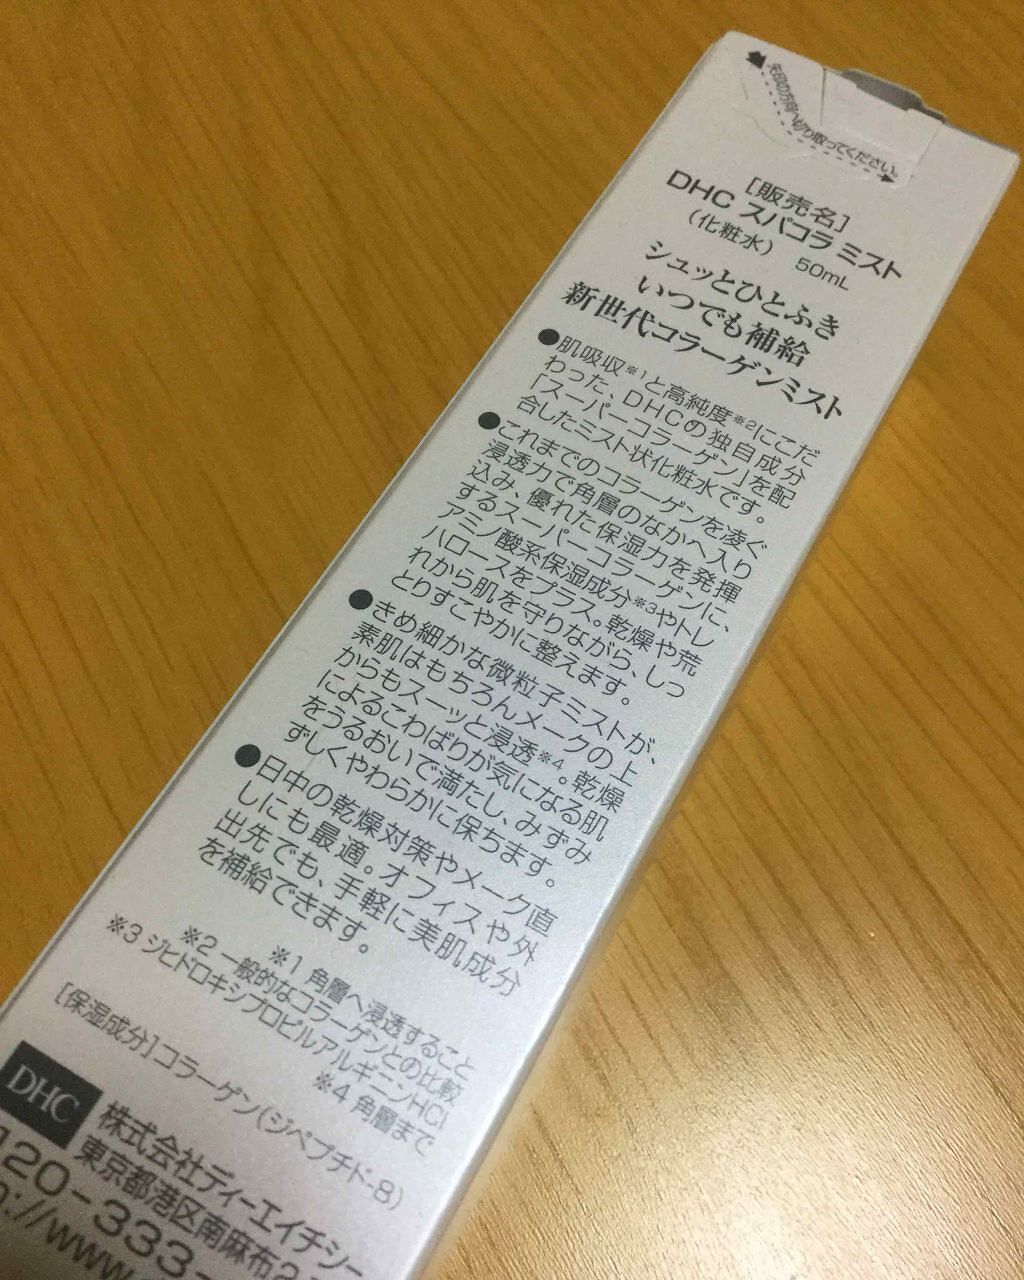 矢印の方向へ切り取ってください。
[販売名]
DHC スパコラ ミスト
(化粧水) 50mL
シュッとひとふき
いつでも補給
新世代コラーゲンミスト
●肌吸収※1と高純度※2にこだ
わった、DHCの独自成分
「スーパーコラーゲン」を配
合したミスト状化粧水です。
●これまでのコラーゲンを凌ぐ
浸透力で角層のなかへ入り
込み、優れた保湿力を発揮
するスーパーコラーゲンに、
アミノ酸系保湿成分※3やトレ
ハロースをプラス。乾燥や荒
れから肌を守りながら、しっ
とりすこやかに整えます。
●きめ細かな微粒子ミストが、
素肌はもちろんメークの上
からもスーッと浸透※4。乾燥
によるこわばりが気になる肌
をうるおいで満たし、みずみ
ずしくやわらかに保ちます。
●日中の乾燥対策やメーク直
しにも最適。オフィスや外
出先でも、手軽に美肌成分
を補給できます。
※1 角層へ浸透すること
※2 一般的なコラーゲンとの比較
※3 ジヒドロキシプロピルアルギニンHCl
※4 角層まで
[保湿成分]コラーゲン(ジペプチド-8)
DHC
株式会社ディーエイチシー
東京都港区南麻布2
120-333-
://www.